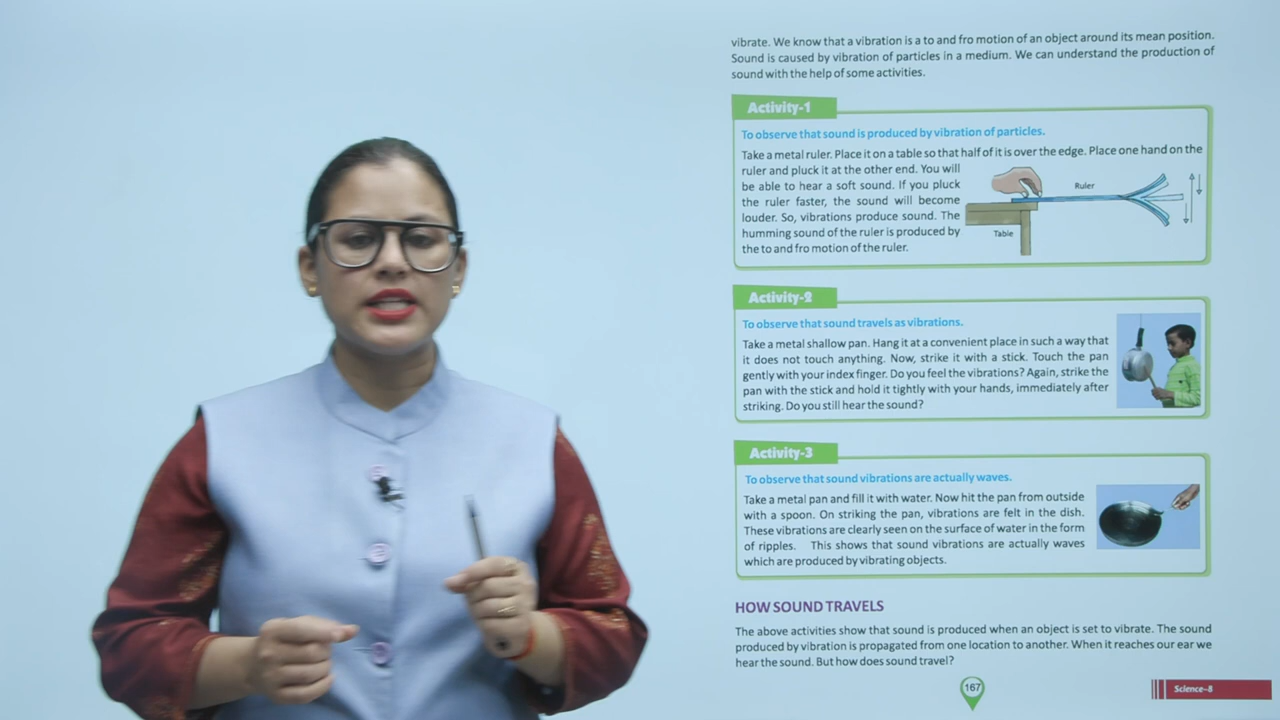 vibrate. We know that a vibration is a to and fro motion of an object around its mean position.
Sound is caused by vibration of particles in a medium. We can understand the production of
sound with the help of some activities.
Activity-1
To observe that sound is produced by vibration of particles.
Take a metal ruler. Place it on a table so that half of it is over the edge. Place one hand on the
ruler and pluck it at the other end. You will
be able to hear a soft sound. If you pluck
the ruler faster, the sound will become
louder. So, vibrations produce sound. The
humming sound of the ruler is produced by
the to and fro motion of the ruler.
Ruler
Table
Activity-2
To observe that sound travels as vibrations.
Take a metal shallow pan. Hang it at a convenient place in such a way that
it does not touch anything. Now, strike it with a stick. Touch the pan
gently with your index finger. Do you feel the vibrations? Again, strike the
pan with the stick and hold it tightly with your hands, immediately after
striking. Do you still hear the sound?
Activity-3
To observe that sound vibrations are actually waves.
Take a metal pan and fill it with water. Now hit the pan from outside
with a spoon. On striking the pan, vibrations are felt in the dish.
These vibrations are clearly seen on the surface of water in the form
of ripples. This shows that sound vibrations are actually waves
which are produced by vibrating objects.
HOW SOUND TRAVELS
The above activities show that sound is produced when an object is set to vibrate. The sound
produced by vibration is propagated from one location to another. When it reaches our ear we
hear the sound. But how does sound travel?
167
Science-8